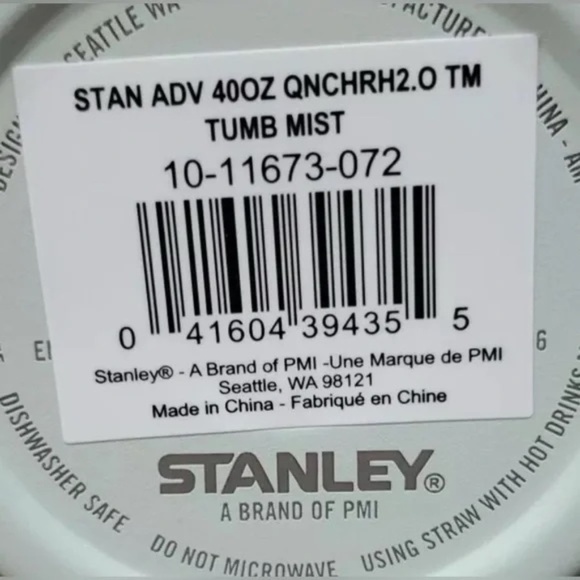 SEATTLE WA
STAN ADV 40OZ QNCHRH2.O TM
TUMB MIST
10-11673-072
0 41604 39435 5
Stanley® - A Brand of PMI -Une Marque de PMI
Seattle, WA 98121
Made in China - Fabriqué en Chine
STANLEY®
A BRAND OF PMI
DISHWASHER SAFE
DO NOT MICROWAVE
USING STRAW WITH HOT DRINKS